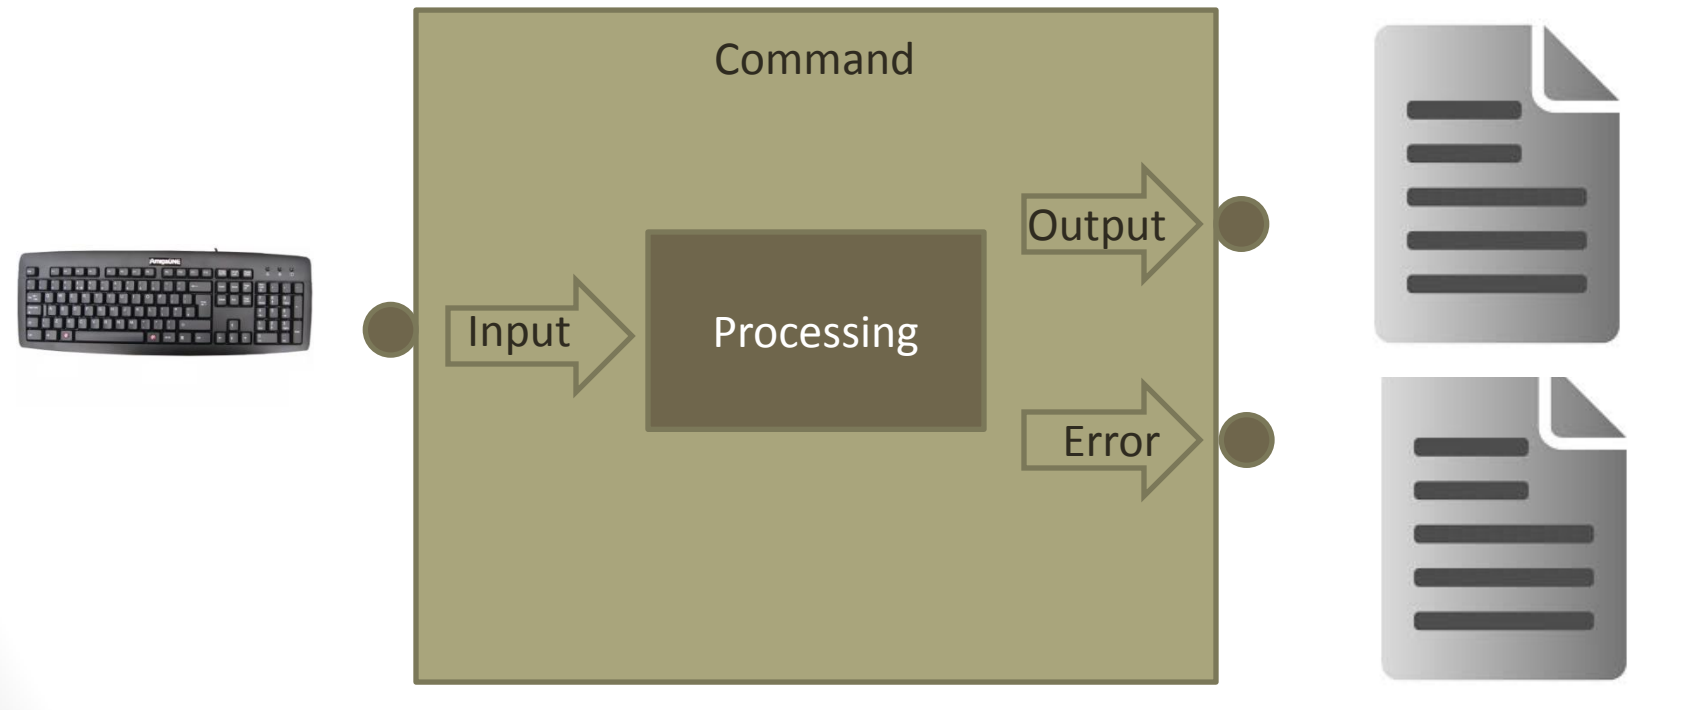 Command
Output
Input
Processing
Error